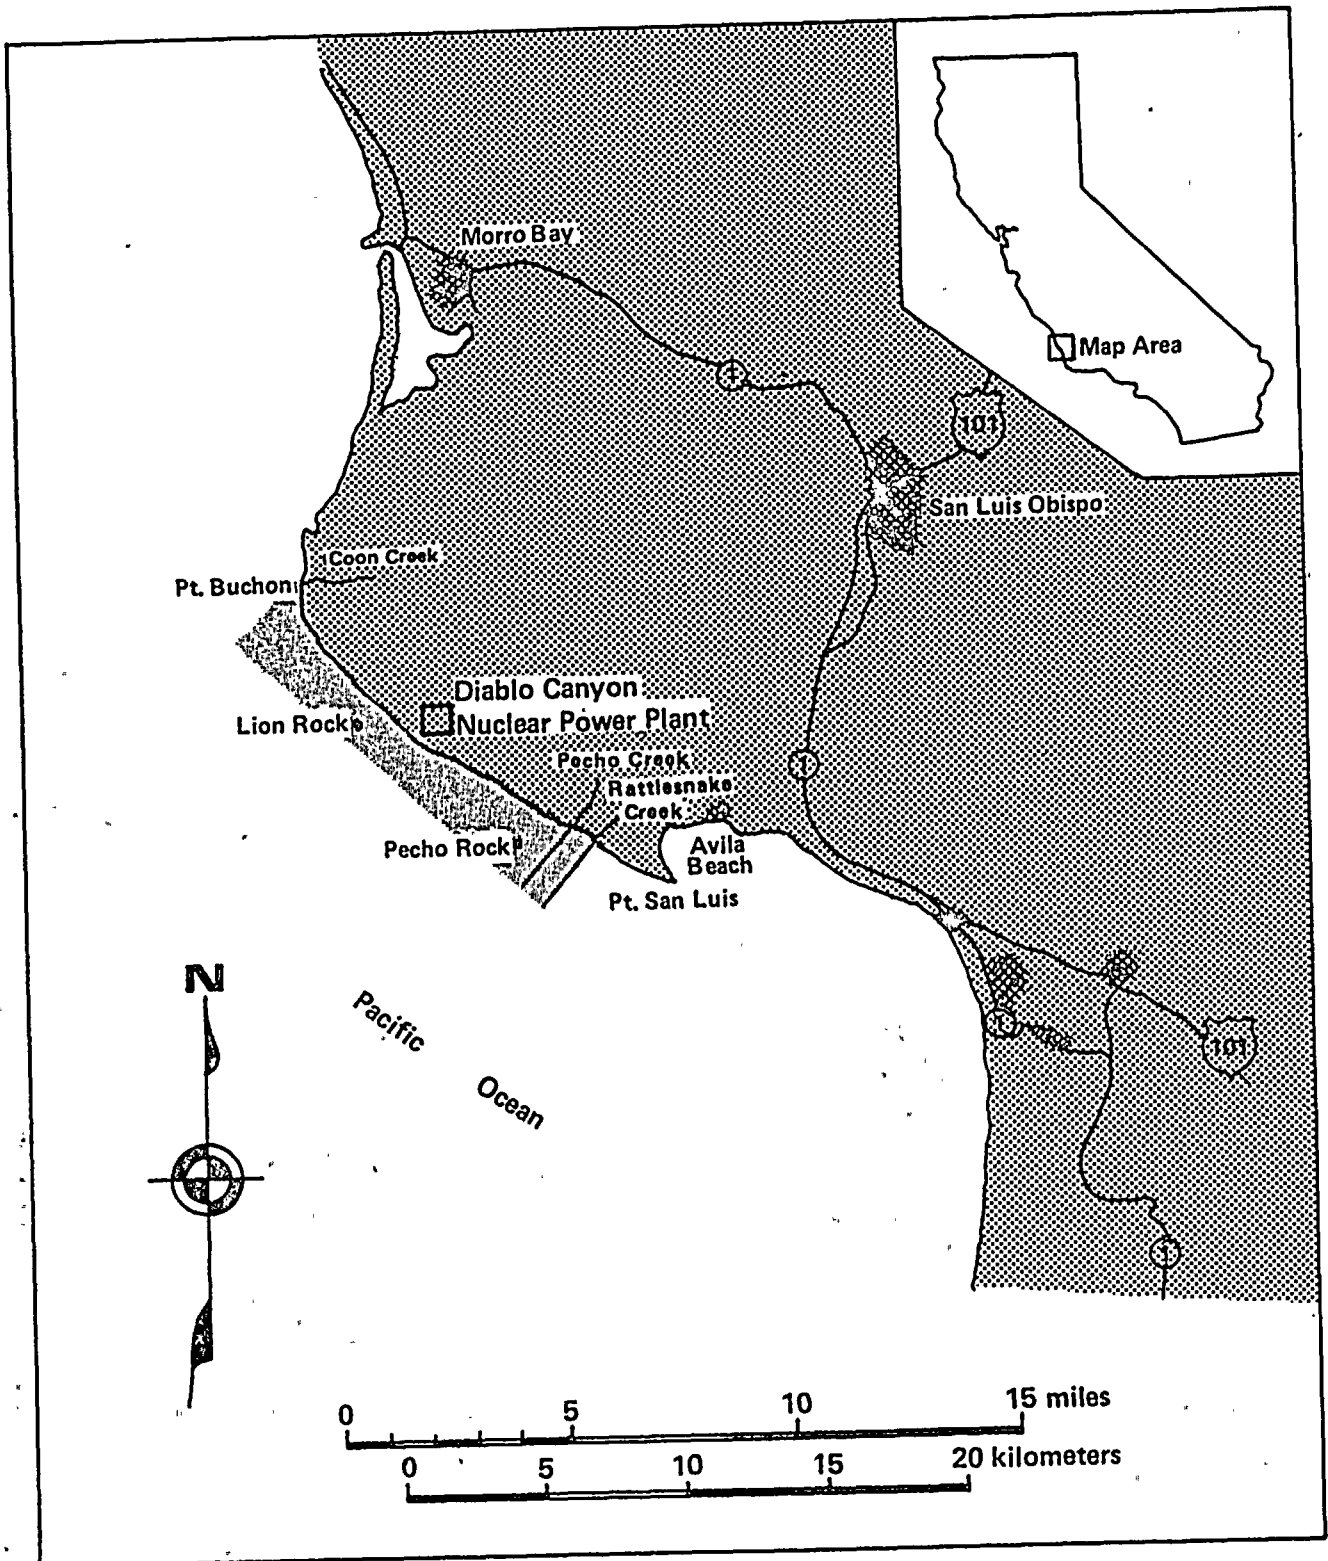 Morro Bay
Map Area
1
101
San Luis Obispo
Coon Creek
Pt. Buchon
Diablo Canyon
Nuclear Power Plant
Lion Rock
1
Pecho Creek
Rattlesnake
Creek
Pecho Rock
Avila
Beach
Pt. San Luis
N
Pacific
Ocean
1
101
1
0 5 10 15 miles
0 5 10 15 20 kilometers